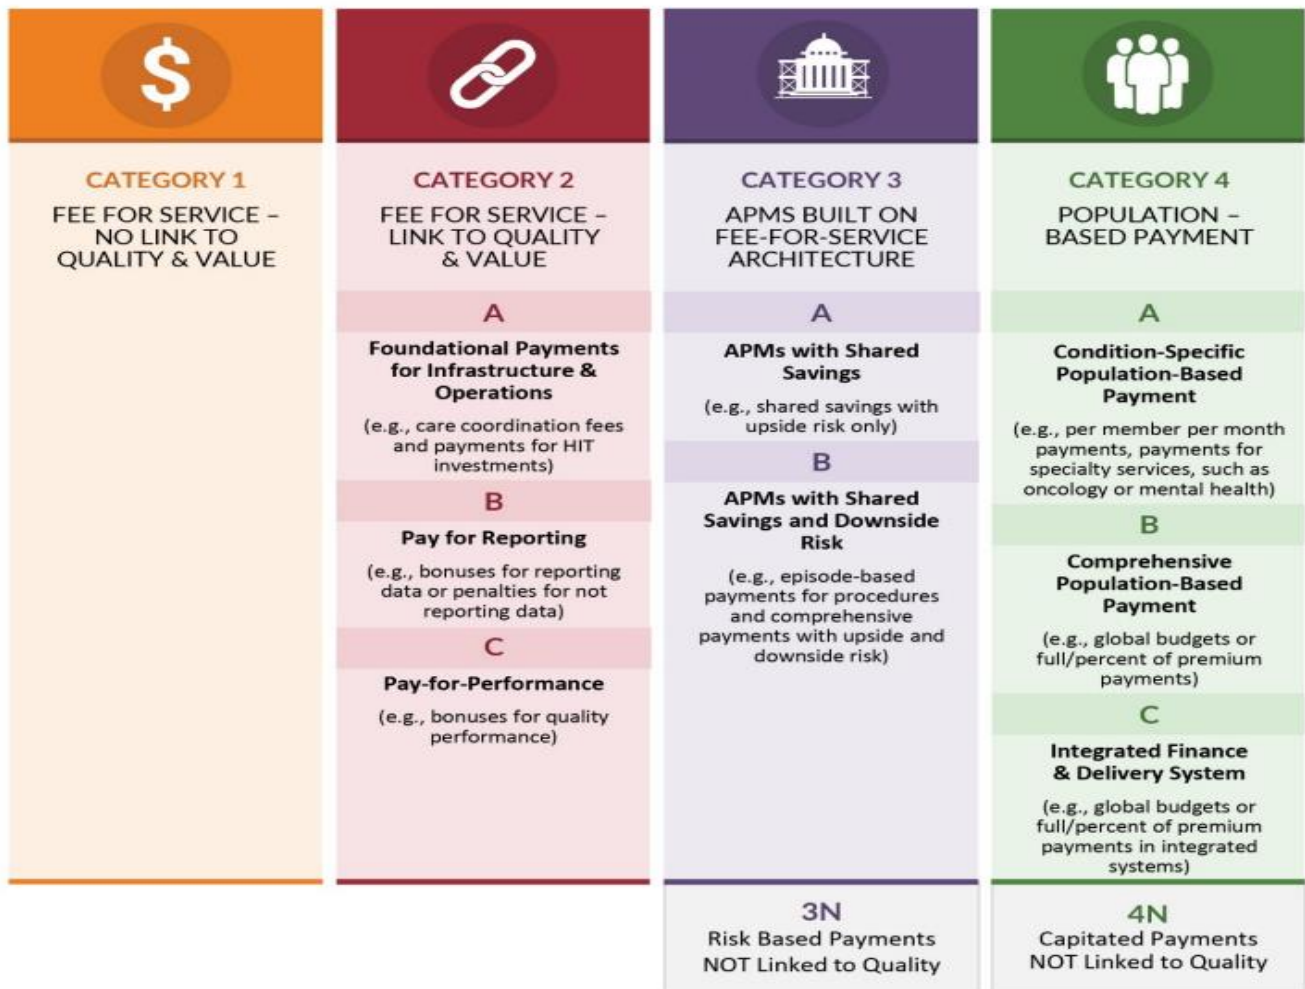 $
CATEGORY 1
FEE FOR SERVICE –
NO LINK TO
QUALITY & VALUE
CATEGORY 2
FEE FOR SERVICE –
LINK TO QUALITY
& VALUE
A
Foundational Payments
for Infrastructure &
Operations
(e.g., care coordination fees
and payments for HIT
investments)
B
Pay for Reporting
(e.g., bonuses for reporting
data or penalties for not
reporting data)
C
Pay-for-Performance
(e.g., bonuses for quality
performance)
CATEGORY 3
APMS BUILT ON
FEE-FOR-SERVICE
ARCHITECTURE
A
APMs with Shared
Savings
(e.g., shared savings with
upside risk only)
B
APMs with Shared
Savings and Downside
Risk
(e.g., episode-based
payments for procedures
and comprehensive
payments with upside and
downside risk)
3N
Risk Based Payments
NOT Linked to Quality
CATEGORY 4
POPULATION –
BASED PAYMENT
A
Condition-Specific
Population-Based
Payment
(e.g., per member per month
payments, payments for
specialty services, such as
oncology or mental health)
B
Comprehensive
Population-Based
Payment
(e.g., global budgets or
full/percent of premium
payments)
C
Integrated Finance
& Delivery System
(e.g., global budgets or
full/percent of premium
payments in integrated
systems)
4N
Capitated Payments
NOT Linked to Quality